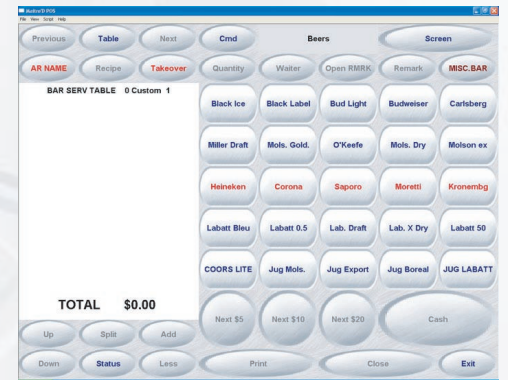 Maitre'D POS
File View Script Help
Previous Table Next Cmd Beers Screen
AR NAME Recipe Takeover Quantity Waiter Open RMRK Remark MISC.BAR
BAR SERV TABLE 0 Custom 1
Black Ice Black Label Bud Light Budweiser Carlsberg
Miller Draft Mols. Gold. O'Keefe Mols. Dry Molson ex
Heineken Corona Saporo Moretti Kronembg
Labatt Bleu Labatt 0.5 Lab. Draft Lab. X Dry Labatt 50
COORS LITE Jug Mols. Jug Export Jug Boreal JUG LABATT
TOTAL $0.00
Next $5 Next $10 Next $20 Cash
Up Split Add
Down Status Less Print Close Exit